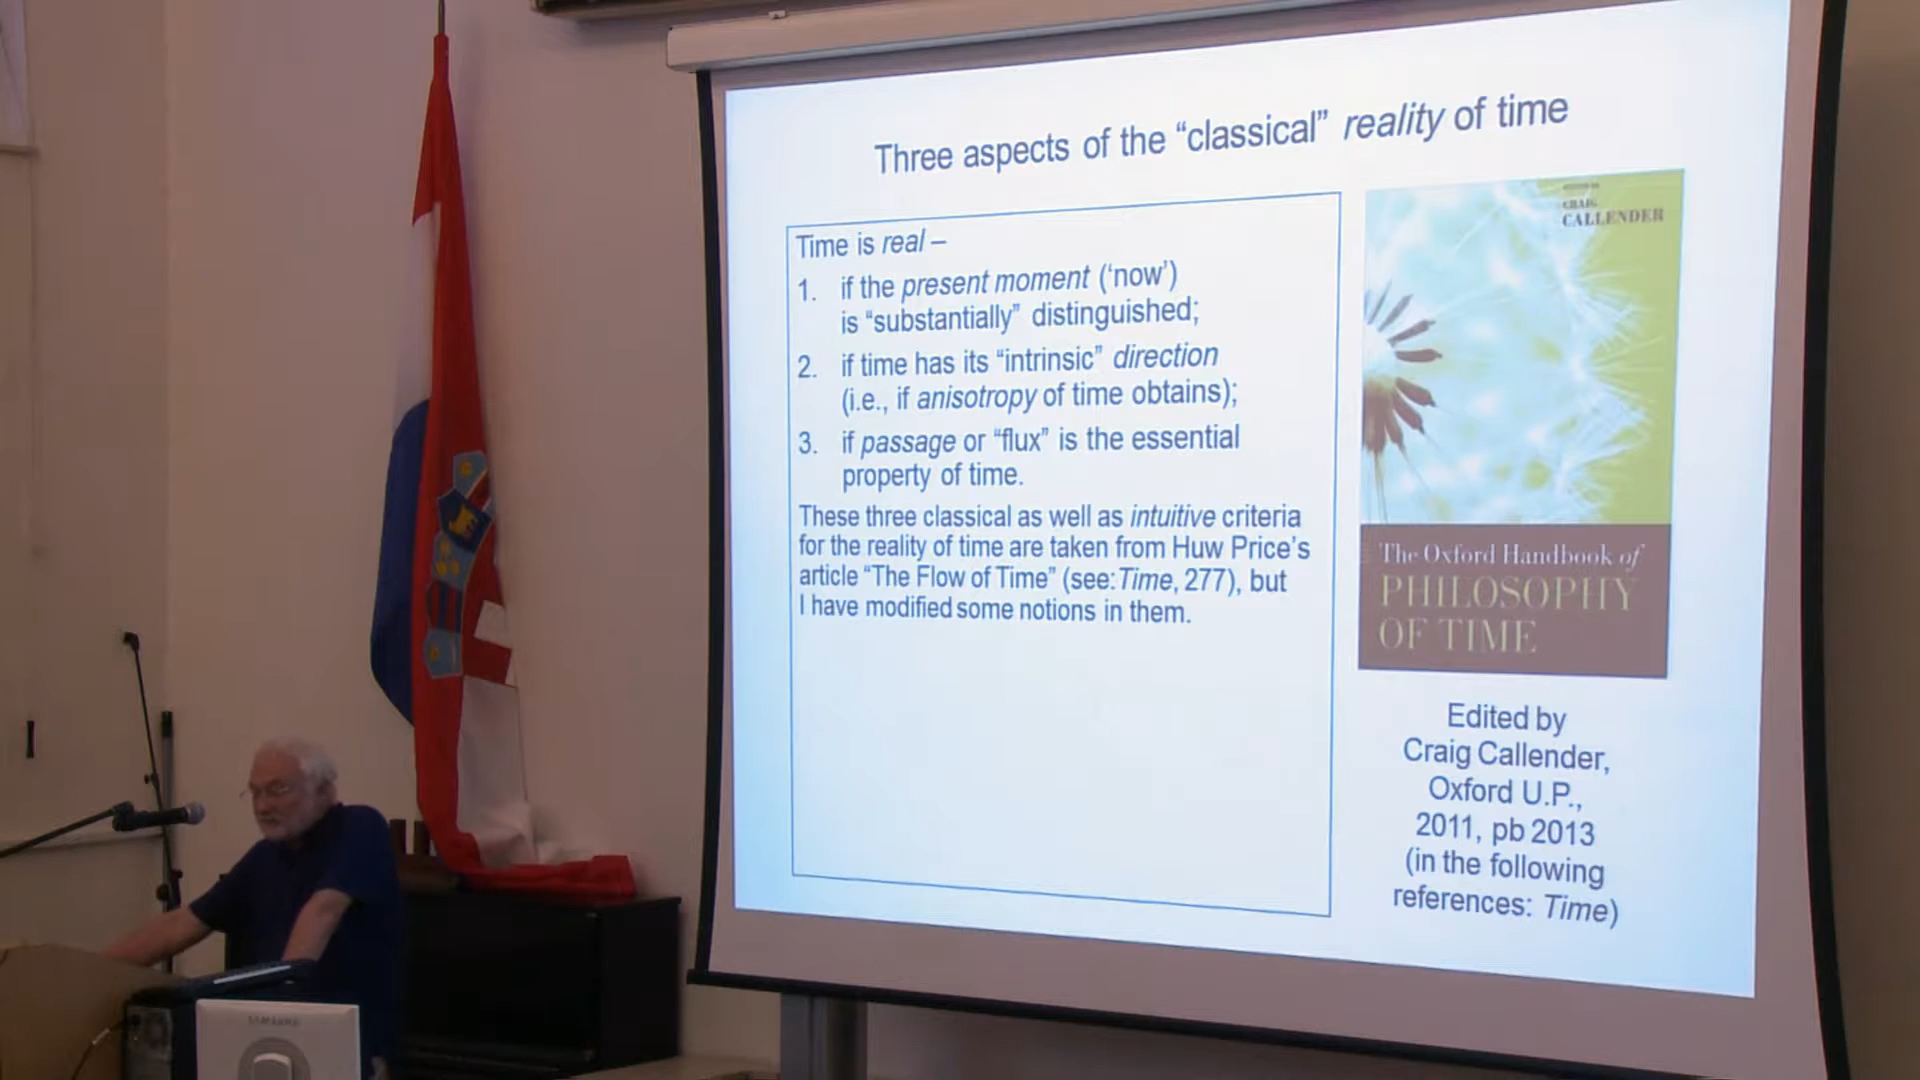 Three aspects of the “classical” reality of time
Time is real –
1. if the present moment (‘now’)
is “substantially” distinguished;
2. if time has its “intrinsic” direction
(i.e., if anisotropy of time obtains);
3. if passage or “flux” is the essential
property of time.
These three classical as well as intuitive criteria
for the reality of time are taken from Huw Price’s
article “The Flow of Time” (see: Time, 277), but
I have modified some notions in them.
CRAIG
CALLENDER
The Oxford Handbook of
PHILOSOPHY
OF TIME
Edited by
Craig Callender,
Oxford U.P.,
2011, pb 2013
(in the following
references: Time)
SAMSUNG